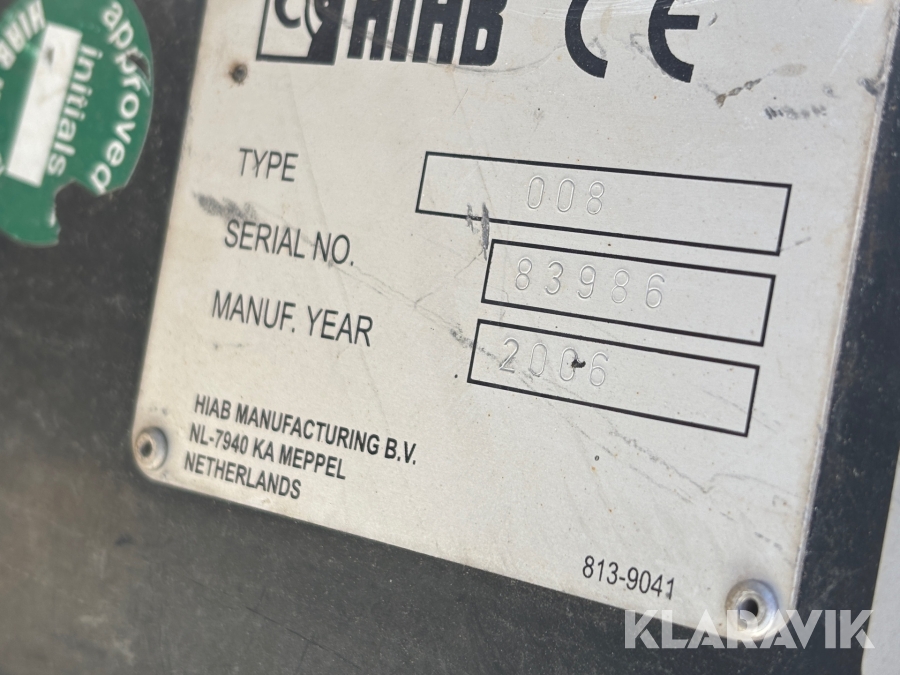 HIAB CE
approved
initials
HIAB
TYPE 008
SERIAL NO. 83986
MANUF. YEAR 2006
HIAB MANUFACTURING B.V.
NL-7940 KA MEPPEL
NETHERLANDS
813-9041
KLARAVIK